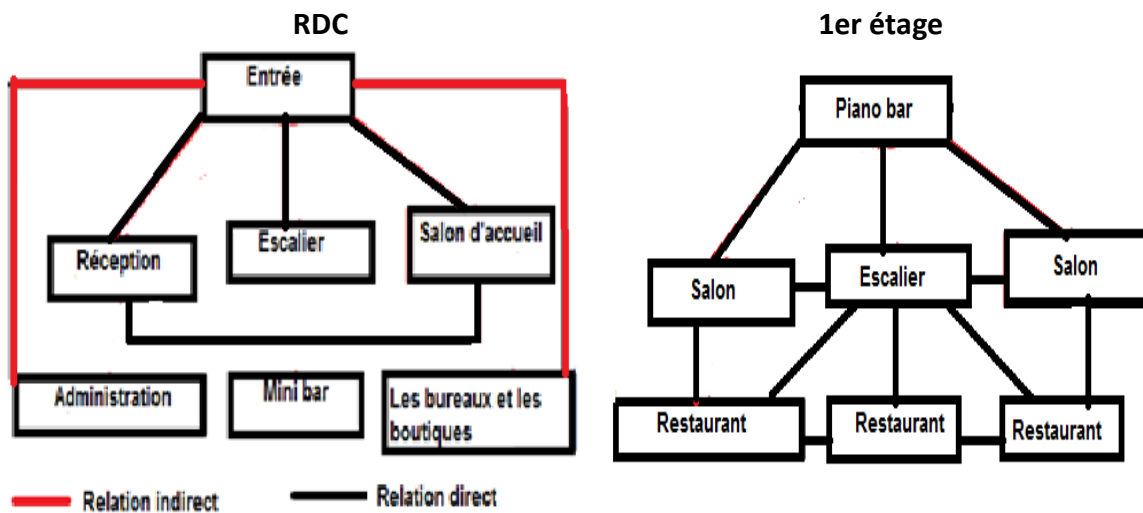 RDC
1er étage
Entrée
Réception
Escalier
Salon d'accueil
Administration
Mini bar
Les bureaux et les
boutiques
Relation indirect
Relation direct
Piano bar
Salon
Escalier
Salon
Restaurant
Restaurant
Restaurant